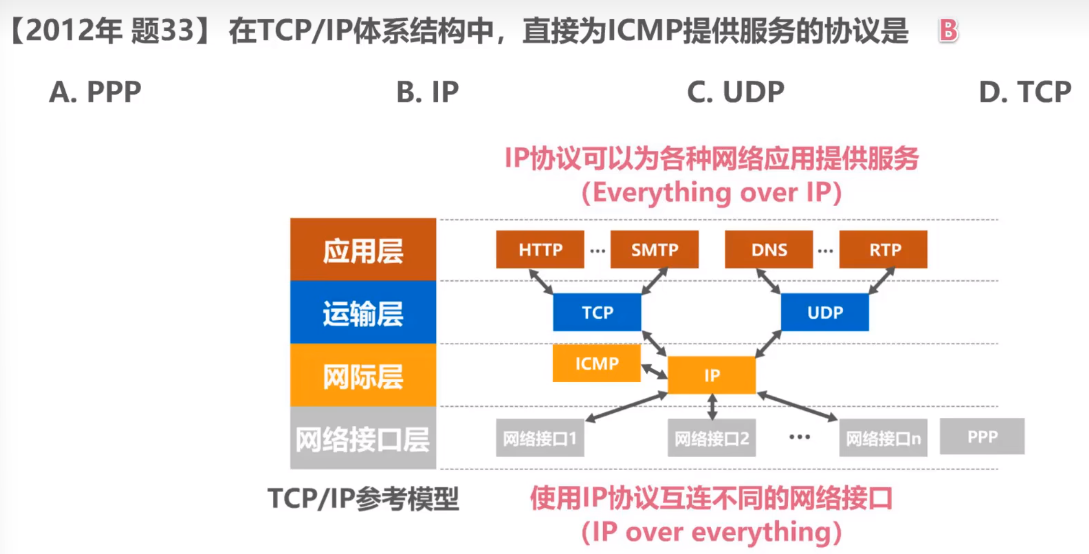 【2012年 题33】在TCP/IP体系结构中，直接为ICMP提供服务的协议是 B
A. PPP B. IP C. UDP D. TCP
IP协议可以为各种网络应用提供服务
（Everything over IP）
应用层 HTTP … SMTP DNS … RTP
运输层 TCP UDP
网际层 ICMP IP
网络接口层 网络接口1 网络接口2 … 网络接口n PPP
TCP/IP参考模型 使用IP协议互连不同的网络接口
（IP over everything）